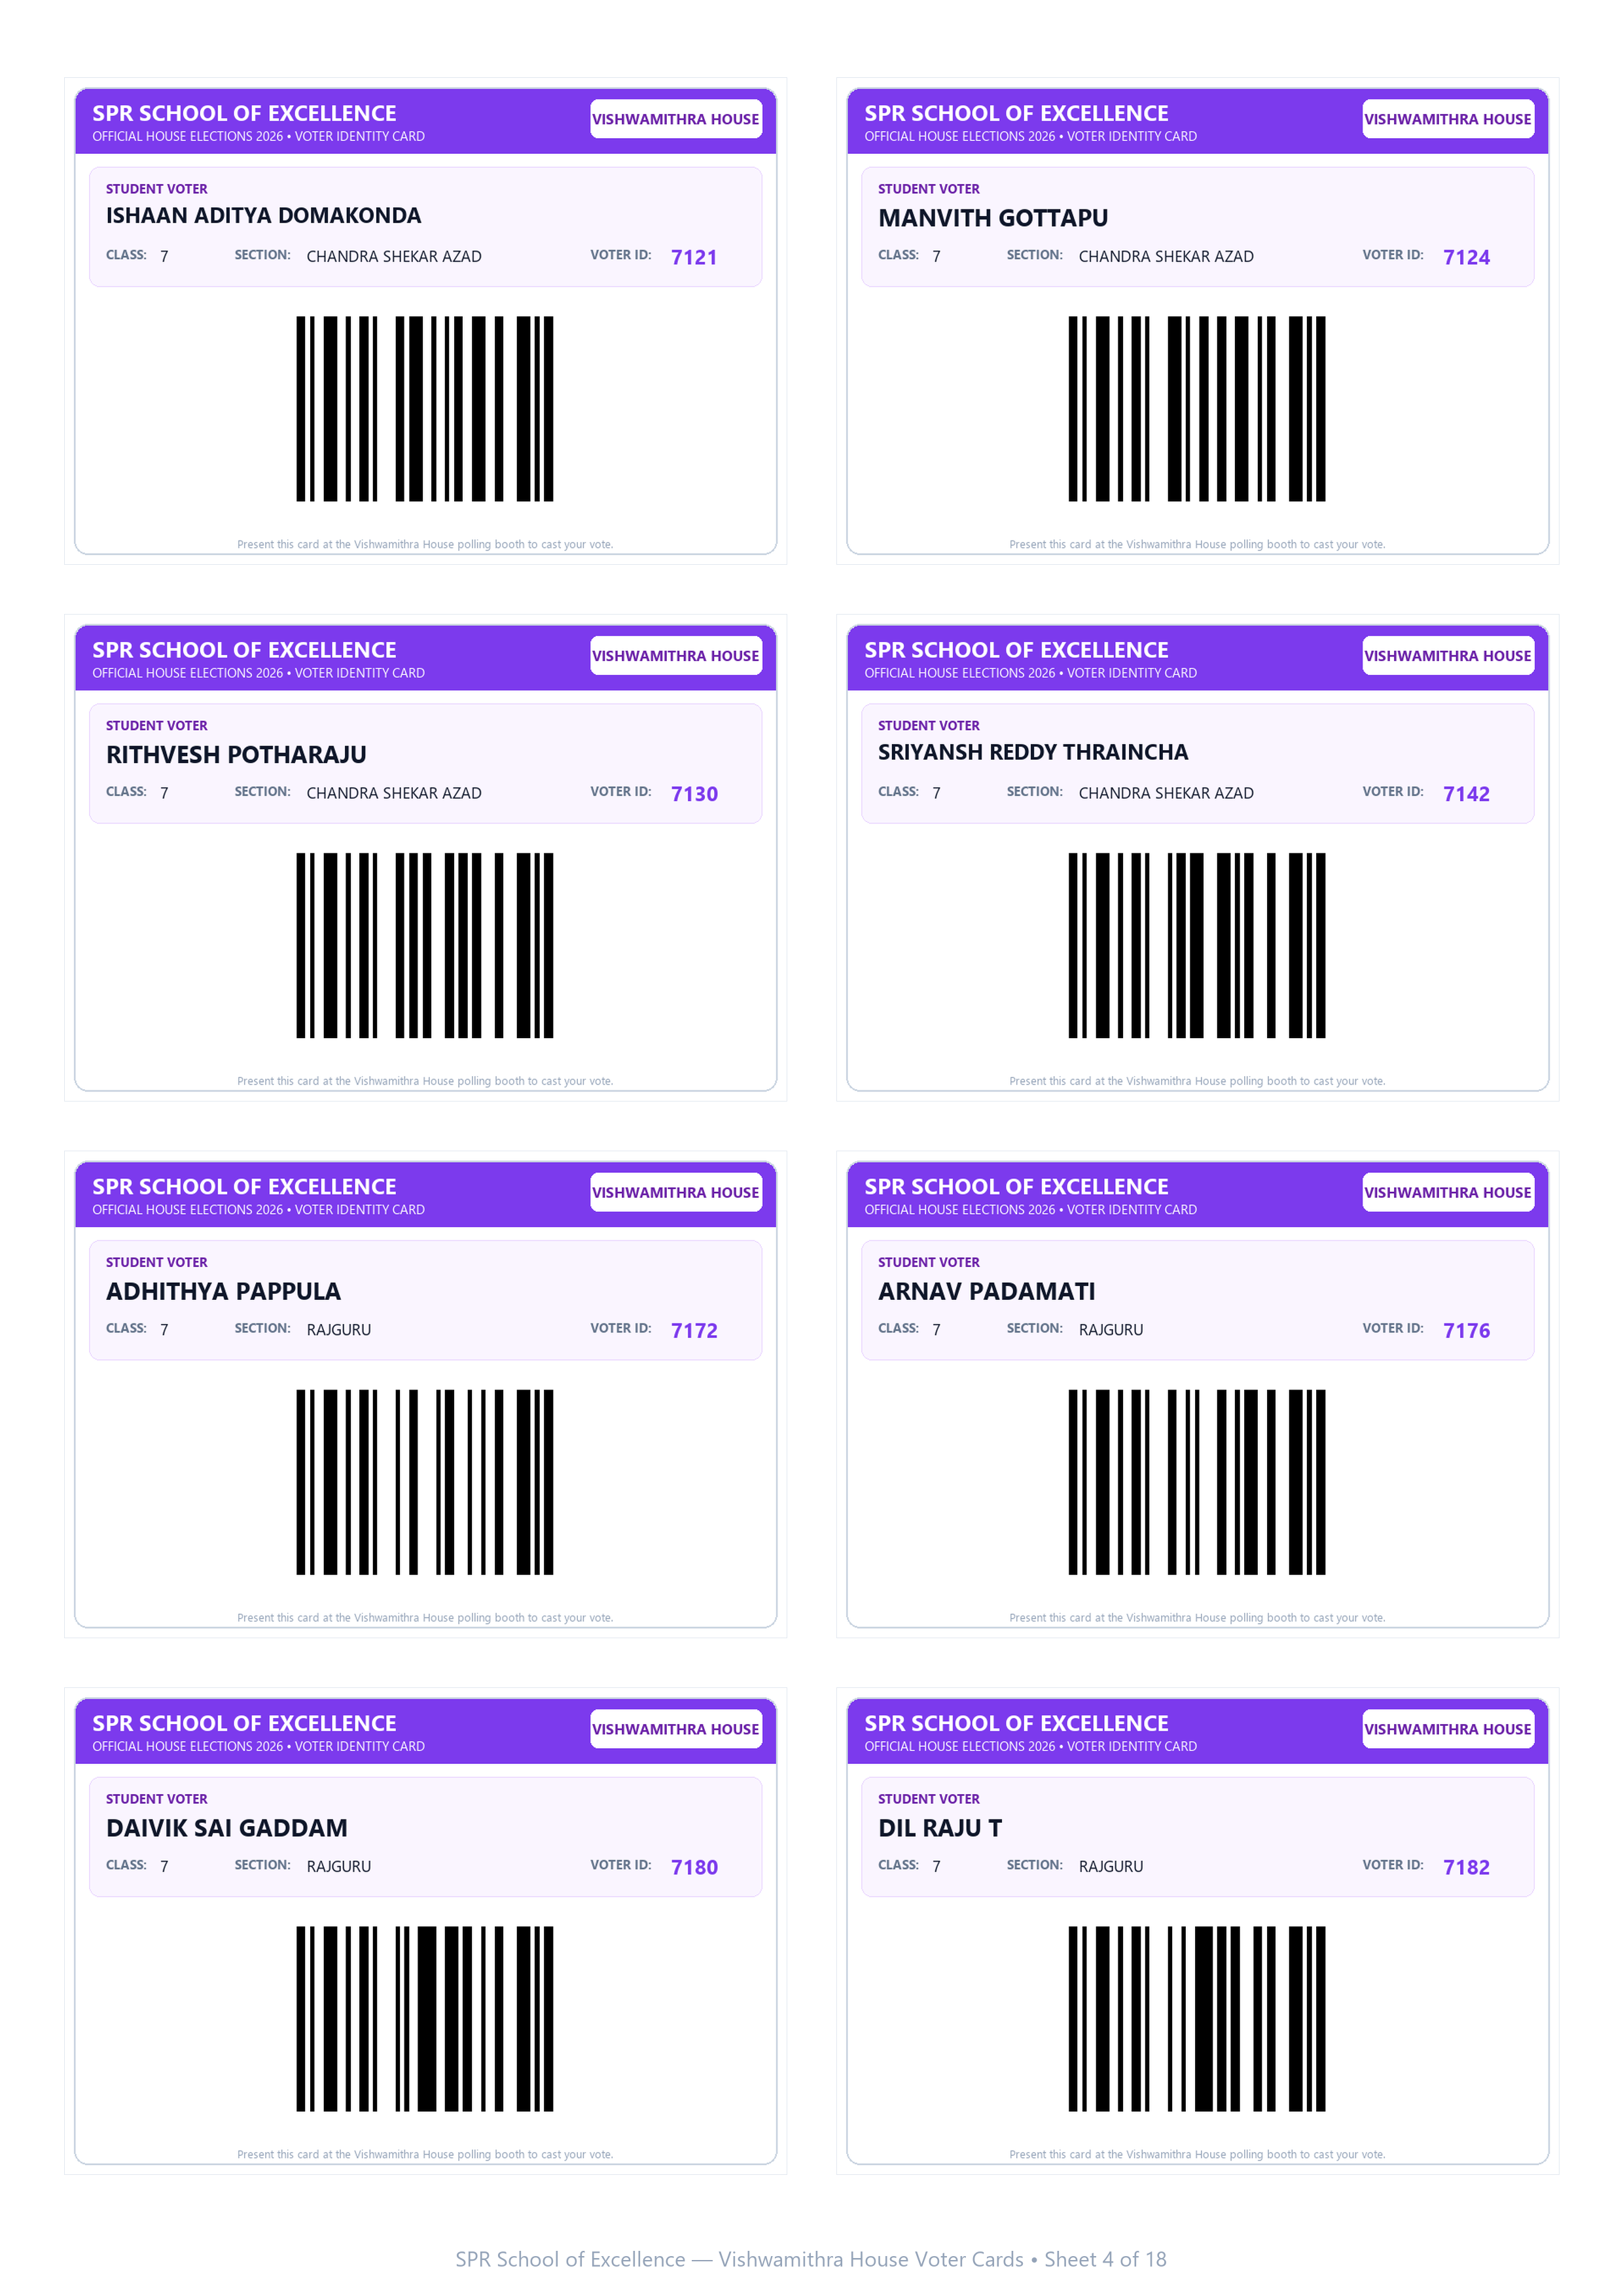 SPR SCHOOL OF EXCELLENCE
OFFICIAL HOUSE ELECTIONS 2026 • VOTER IDENTITY CARD
VISHWAMITHRA HOUSE
STUDENT VOTER
ISHAAN ADITYA DOMAKONDA
CLASS: 7 SECTION: CHANDRA SHEKAR AZAD VOTER ID: 7121
Present this card at the Vishwamithra House polling booth to cast your vote.
SPR SCHOOL OF EXCELLENCE
OFFICIAL HOUSE ELECTIONS 2026 • VOTER IDENTITY CARD
VISHWAMITHRA HOUSE
STUDENT VOTER
MANVITH GOTTAPU
CLASS: 7 SECTION: CHANDRA SHEKAR AZAD VOTER ID: 7124
Present this card at the Vishwamithra House polling booth to cast your vote.
SPR SCHOOL OF EXCELLENCE
OFFICIAL HOUSE ELECTIONS 2026 • VOTER IDENTITY CARD
VISHWAMITHRA HOUSE
STUDENT VOTER
RITHVESH POTHARAJU
CLASS: 7 SECTION: CHANDRA SHEKAR AZAD VOTER ID: 7130
Present this card at the Vishwamithra House polling booth to cast your vote.
SPR SCHOOL OF EXCELLENCE
OFFICIAL HOUSE ELECTIONS 2026 • VOTER IDENTITY CARD
VISHWAMITHRA HOUSE
STUDENT VOTER
SRIYANSH REDDY THRAINCHA
CLASS: 7 SECTION: CHANDRA SHEKAR AZAD VOTER ID: 7142
Present this card at the Vishwamithra House polling booth to cast your vote.
SPR SCHOOL OF EXCELLENCE
OFFICIAL HOUSE ELECTIONS 2026 • VOTER IDENTITY CARD
VISHWAMITHRA HOUSE
STUDENT VOTER
ADHITHYA PAPPULA
CLASS: 7 SECTION: RAJGURU VOTER ID: 7172
Present this card at the Vishwamithra House polling booth to cast your vote.
SPR SCHOOL OF EXCELLENCE
OFFICIAL HOUSE ELECTIONS 2026 • VOTER IDENTITY CARD
VISHWAMITHRA HOUSE
STUDENT VOTER
ARNAV PADAMATI
CLASS: 7 SECTION: RAJGURU VOTER ID: 7176
Present this card at the Vishwamithra House polling booth to cast your vote.
SPR SCHOOL OF EXCELLENCE
OFFICIAL HOUSE ELECTIONS 2026 • VOTER IDENTITY CARD
VISHWAMITHRA HOUSE
STUDENT VOTER
DAIVIK SAI GADDAM
CLASS: 7 SECTION: RAJGURU VOTER ID: 7180
Present this card at the Vishwamithra House polling booth to cast your vote.
SPR SCHOOL OF EXCELLENCE
OFFICIAL HOUSE ELECTIONS 2026 • VOTER IDENTITY CARD
VISHWAMITHRA HOUSE
STUDENT VOTER
DIL RAJU T
CLASS: 7 SECTION: RAJGURU VOTER ID: 7182
Present this card at the Vishwamithra House polling booth to cast your vote.
SPR School of Excellence — Vishwamithra House Voter Cards • Sheet 4 of 18